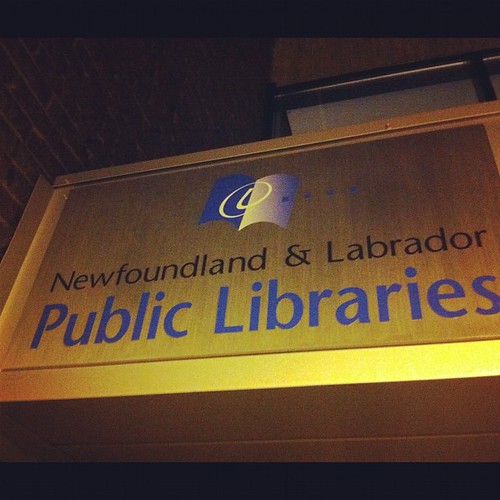 Newfoundland & Labrador
Public Libraries